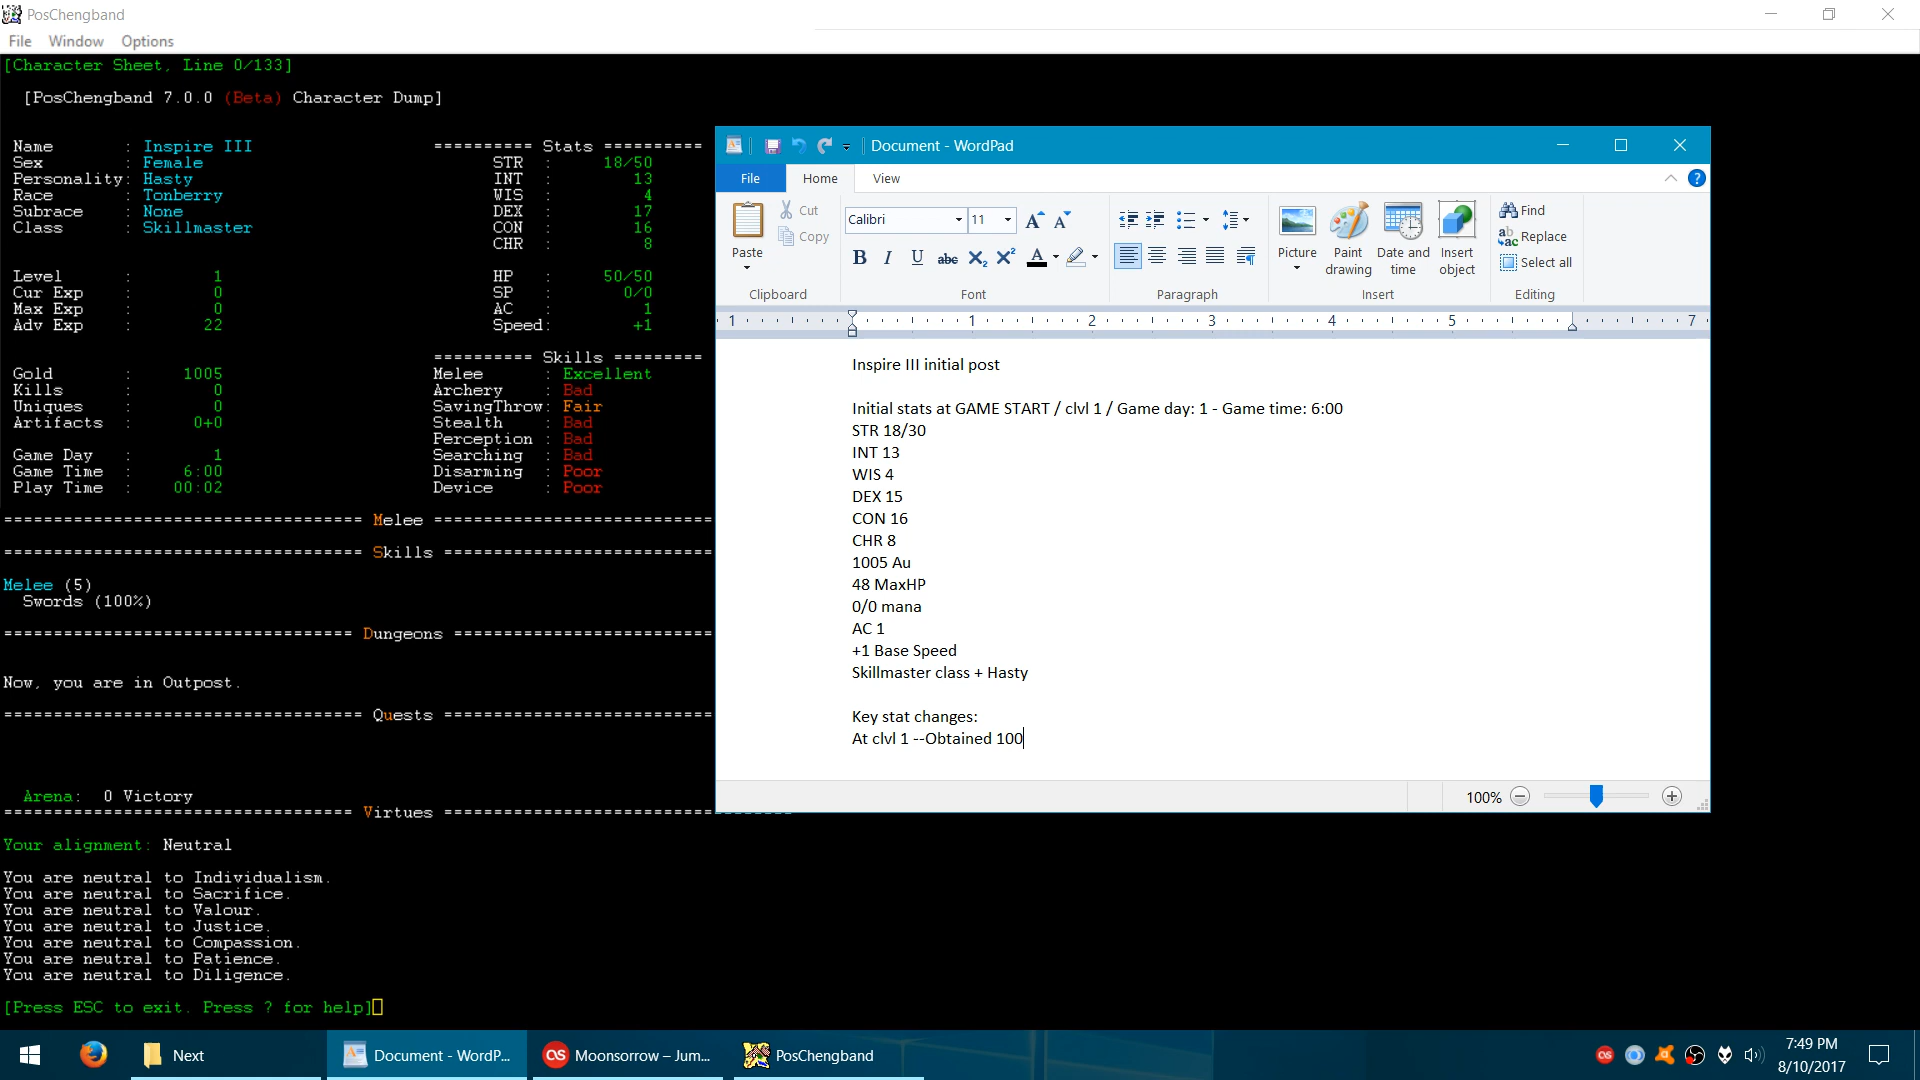 PosChengband
File Window Options
[Character Sheet, Line 0/133]
[PosChengband 7.0.0 (Beta) Character Dump]
Name : Inspire III
Sex : Female
Personality: Hasty
Race : Tonberry
Subrace : None
Class : Skillmaster
========== Stats ==========
STR : 18/50
INT : 13
WIS : 4
DEX : 17
CON : 16
CHR : 8
Level : 1
Cur Exp : 0
Max Exp : 0
Adv Exp : 22
HP : 50/50
SP : 0/0
AC : 1
Speed: +1
========== Skills =========
Gold : 1005
Kills : 0
Uniques : 0
Artifacts : 0+0
Game Day : 1
Game Time : 6:00
Play Time : 00:02
Melee : Excellent
Archery : Bad
SavingThrow: Fair
Stealth : Bad
Perception : Bad
Searching : Bad
Disarming : Poor
Device : Poor
==================================== Melee ============================
==================================== Skills ===========================
Melee (5)
Swords (100%)
=================================== Dungeons ==========================
Now, you are in Outpost.
==================================== Quests ===========================
Arena: 0 Victory
=================================== Virtues ===================================
Your alignment: Neutral
You are neutral to Individualism.
You are neutral to Sacrifice.
You are neutral to Valour.
You are neutral to Justice.
You are neutral to Compassion.
You are neutral to Patience.
You are neutral to Diligence.
[Press ESC to exit. Press ? for help]
Document - WordPad
File Home View
Paste
Cut
Copy
Clipboard
Calibri 11
B I U abc X₂ X² A
Font
Paragraph
Picture
Paint drawing
Date and time
Insert object
Insert
Find
Replace
Select all
Editing
1 1 2 3 4 5 7
Inspire III initial post
Initial stats at GAME START / clvl 1 / Game day: 1 - Game time: 6:00
STR 18/30
INT 13
WIS 4
DEX 15
CON 16
CHR 8
1005 Au
48 MaxHP
0/0 mana
AC 1
+1 Base Speed
Skillmaster class + Hasty
Key stat changes:
At clvl 1 --Obtained 100
100%
Next
Document - WordP...
Moonsorrow – Jum...
PosChengband
7:49 PM
8/10/2017